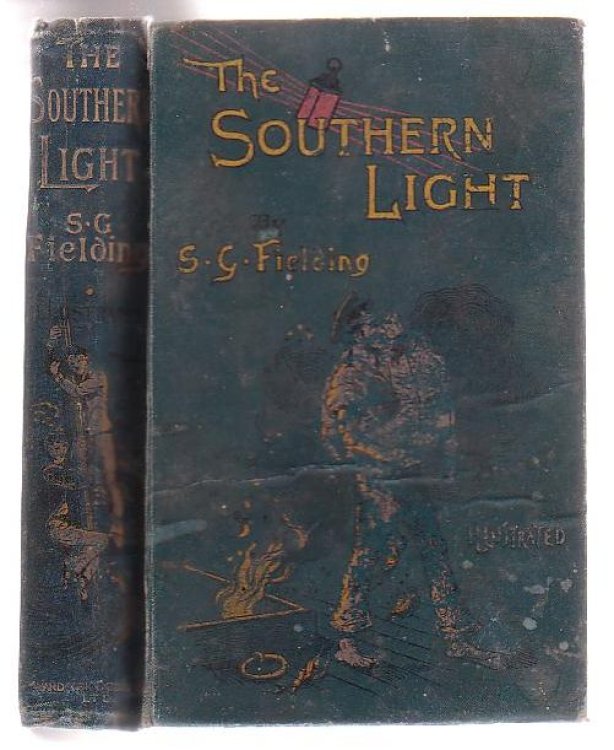 THE
SOUTHERN
LIGHT
S·G
Fielding
The
SOUTHERN
LIGHT
By
S·G·Fielding
ILLUSTRATED